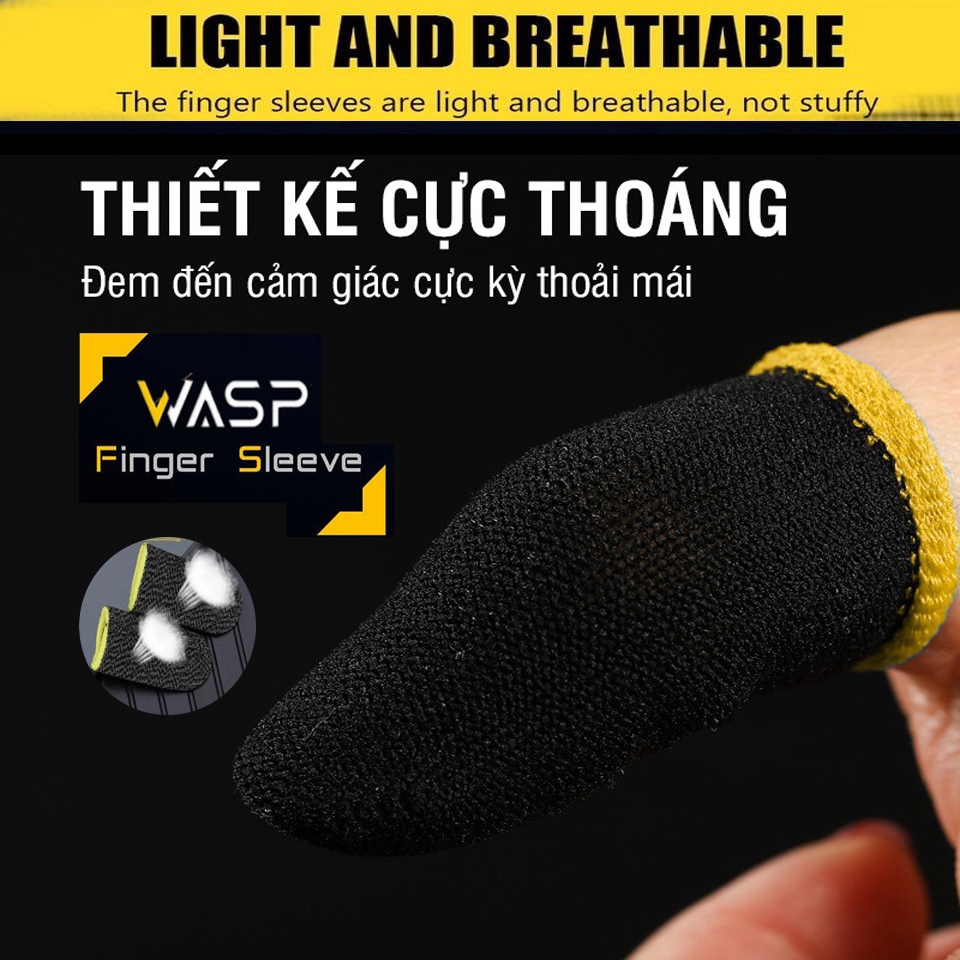 LIGHT AND BREATHABLE
The finger sleeves are light and breathable, not stuffy
THIẾT KẾ CỰC THOÁNG
Đem đến cảm giác cực kỳ thoải mái
WASP
Finger Sleeve